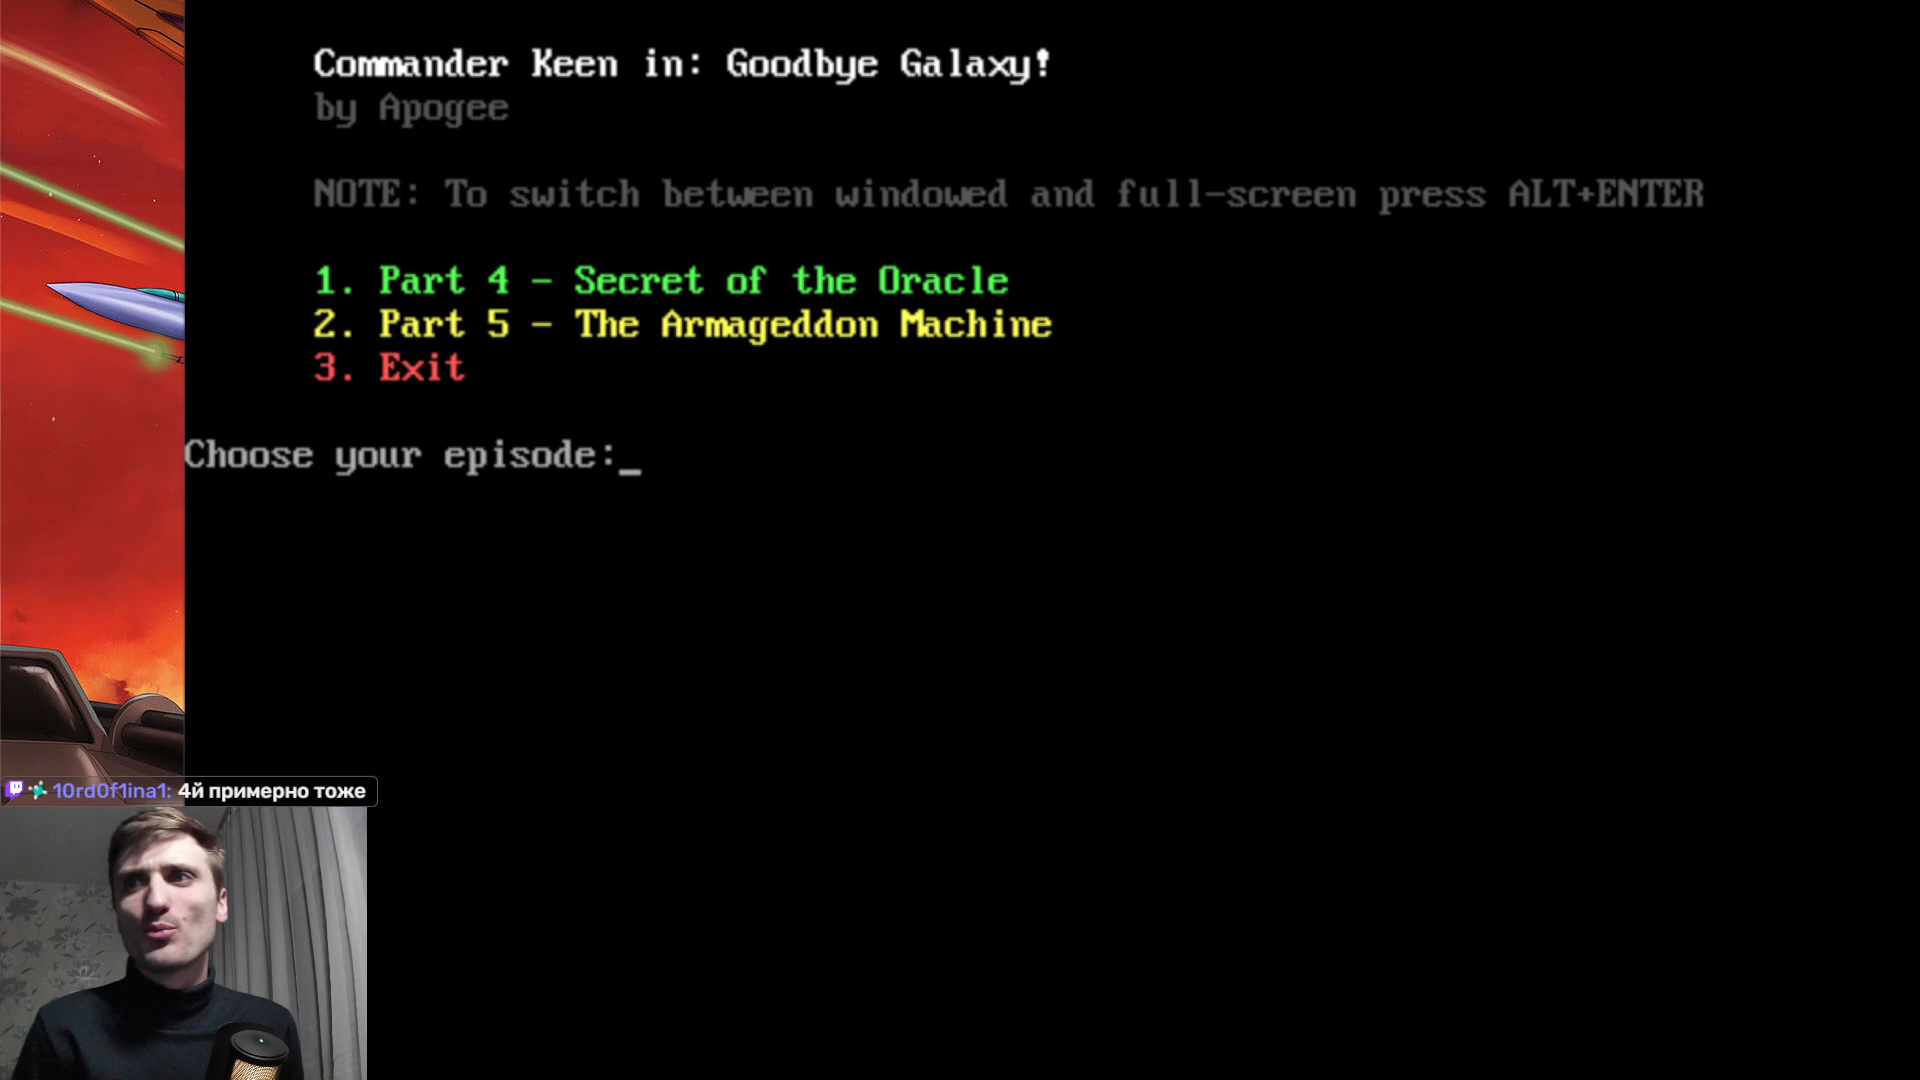 Commander Keen in: Goodbye Galaxy!
by Apogee
NOTE: To switch between windowed and full-screen press ALT+ENTER
1. Part 4 - Secret of the Oracle
2. Part 5 - The Armageddon Machine
3. Exit
Choose your episode:_
10rd0f1ina1: 4й примерно тоже